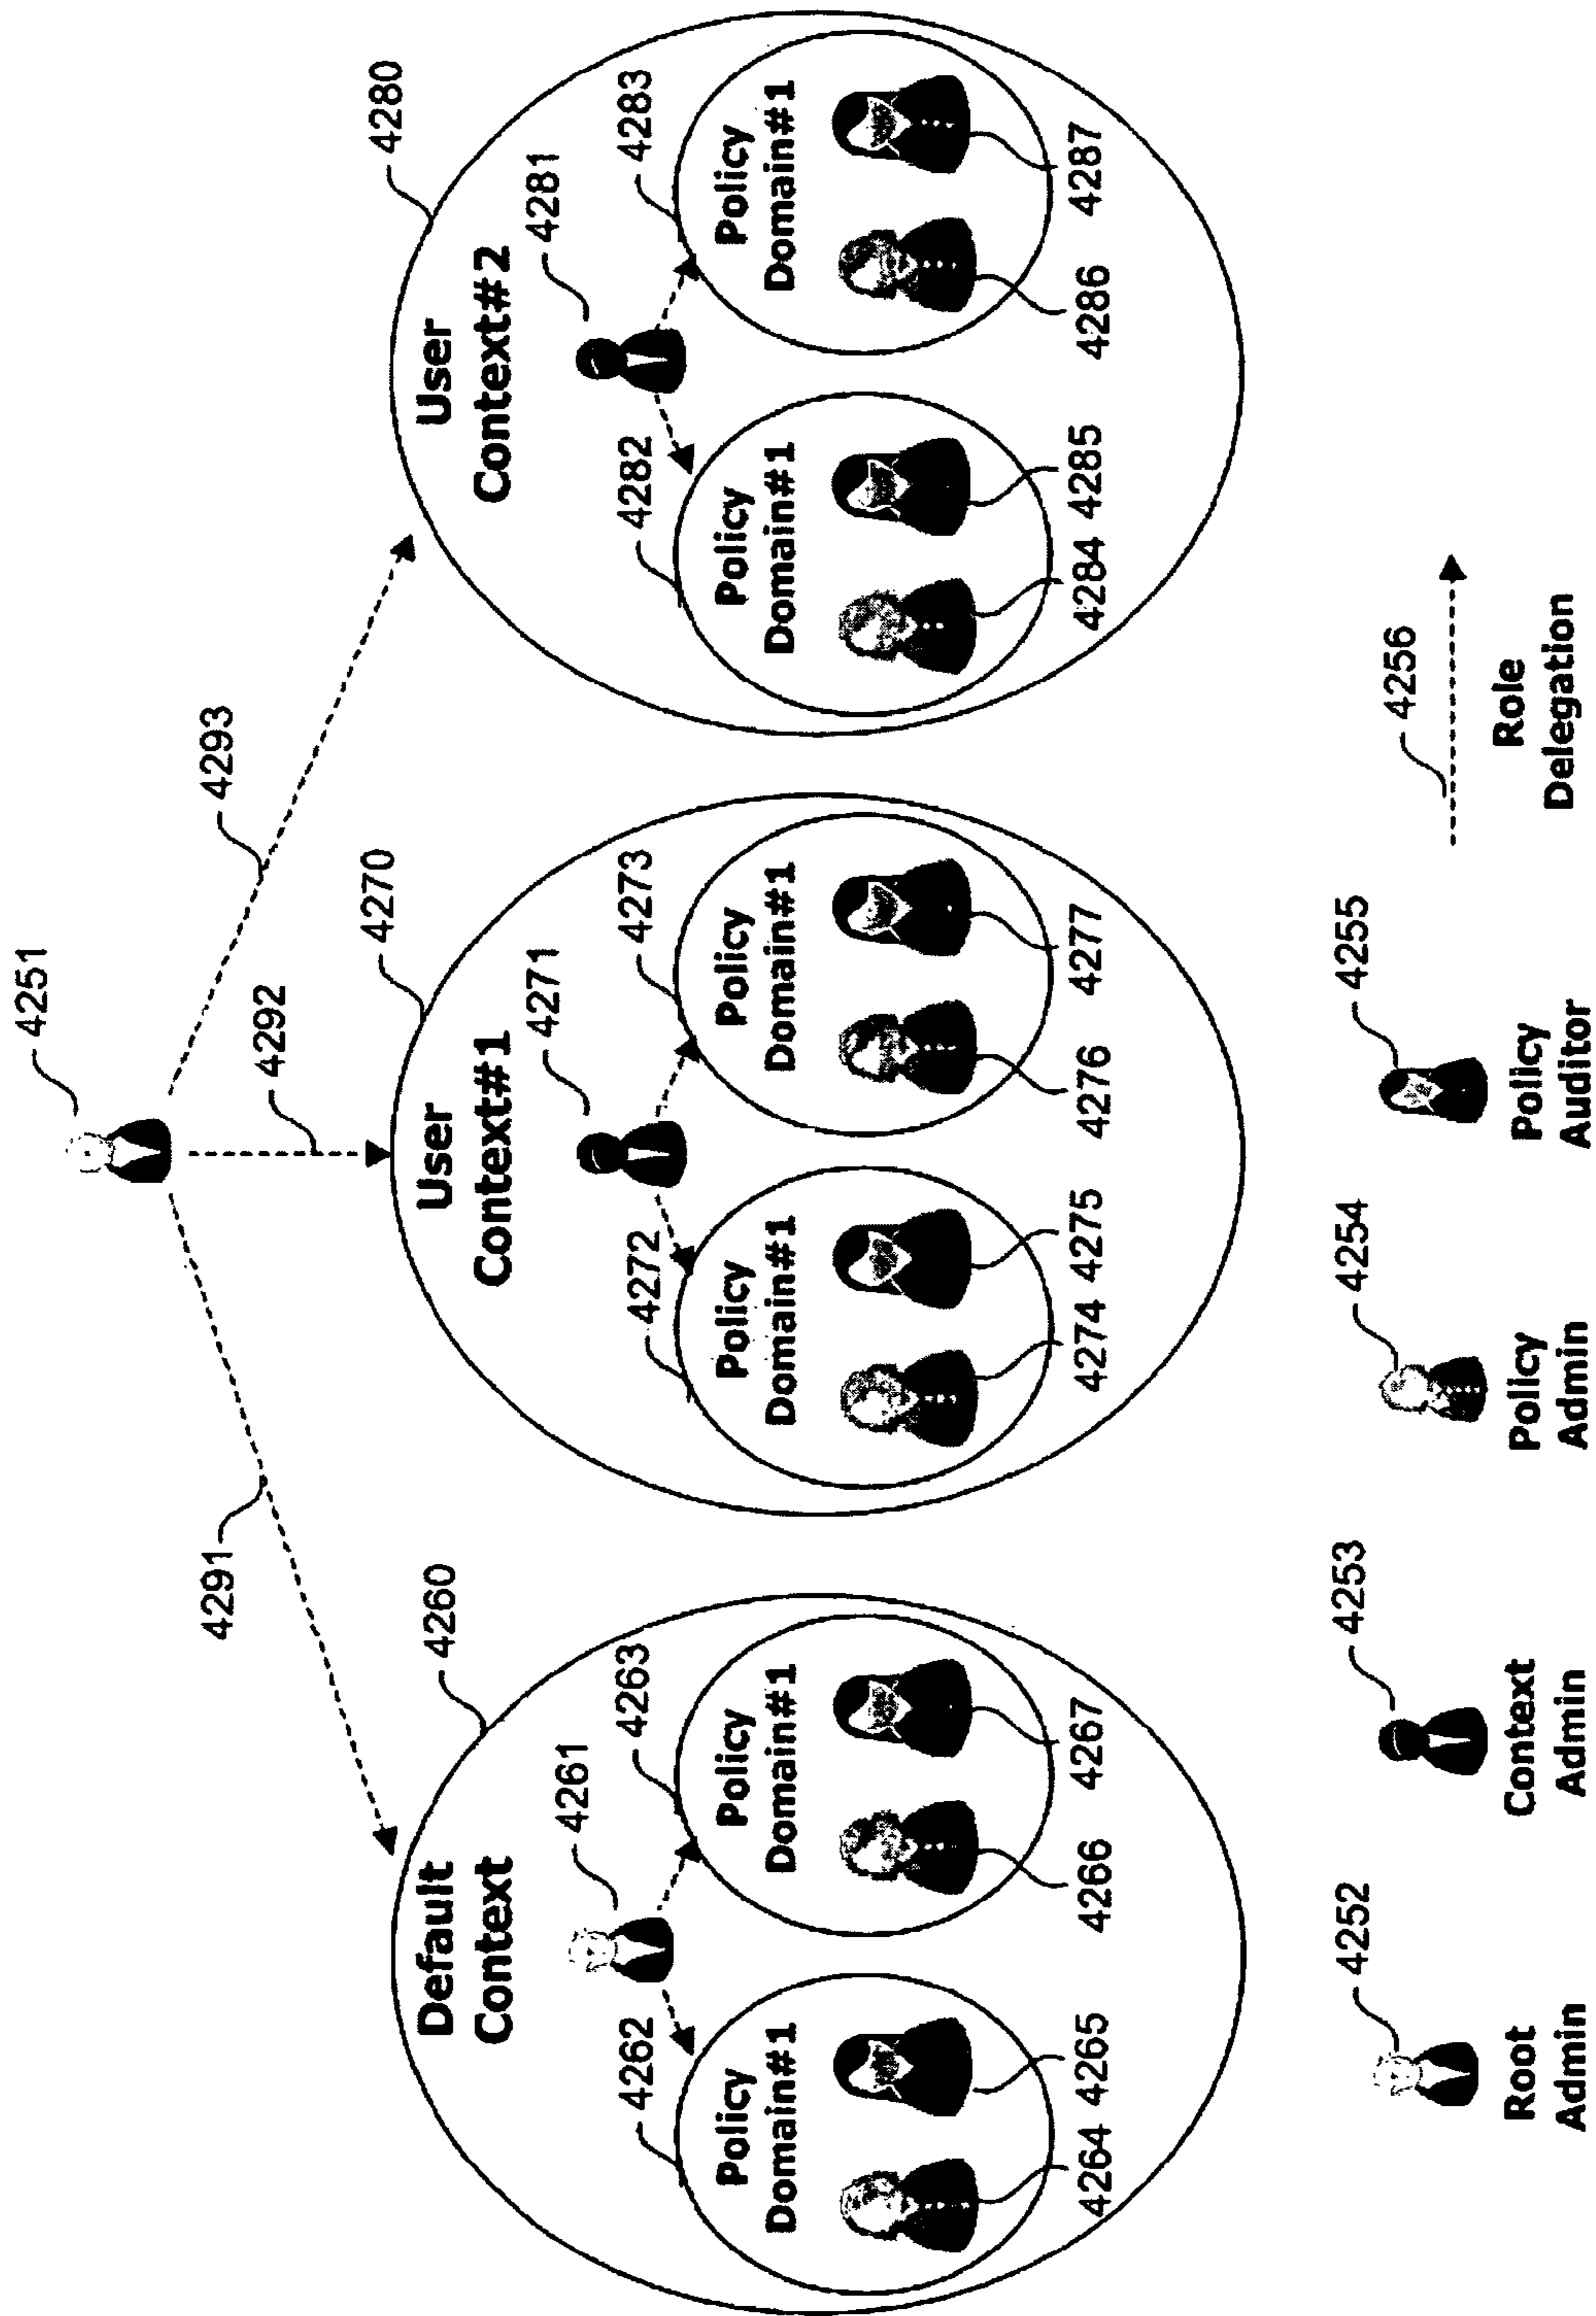 4251
4291
4292
4293
4260
4270
4280
Default
Context
User
Context#1
User
Context#2
4261
4271
4281
4262
4263
4272
4273
4282
4283
Policy
Domain#1
Policy
Domain#1
Policy
Domain#1
Policy
Domain#1
Policy
Domain#1
Policy
Domain#1
4264
4265
4266
4267
4274
4275
4276
4277
4284
4285
4286
4287
4252
4253
4254
4255
4256
Root
Admin
Context
Admin
Policy
Admin
Policy
Auditor
Role
Delegation